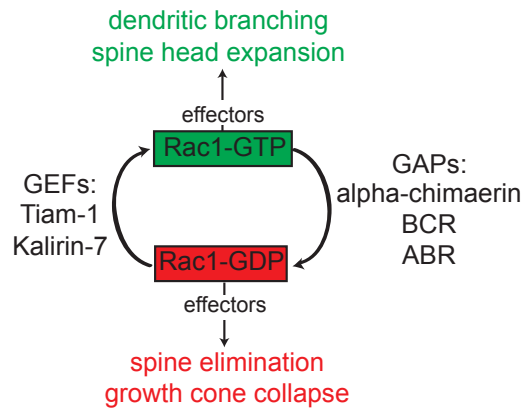 dendritic branching
spine head expansion
effectors
Rac1-GTP
GEFs:
Tiam-1
Kalirin-7
GAPs:
alpha-chimaerin
BCR
ABR
Rac1-GDP
effectors
spine elimination
growth cone collapse